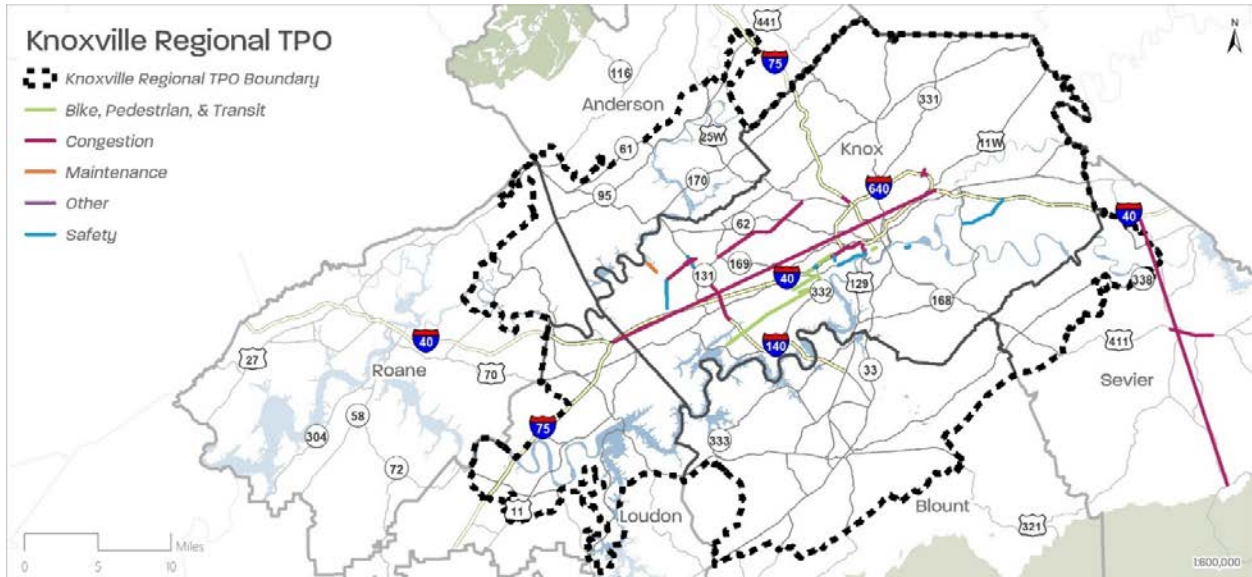 Knoxville Regional TPO
Knoxville Regional TPO Boundary
Bike, Pedestrian, & Transit
Congestion
Maintenance
Other
Safety
N
441
75
116
Anderson
331
25W
11W
61
Knox
170
640
95
62
40
131
169
40
338
332
129
168
27
40
140
411
Roane
70
33
Sevier
58
75
304
333
72
11
Loudon
Blount
321
Miles
0 5 10
1:600,000